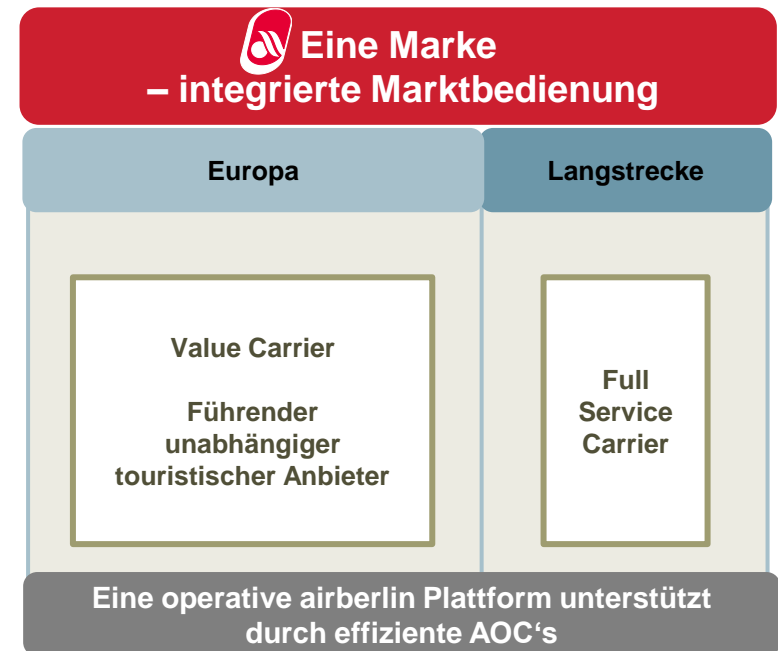 Eine Marke
– integrierte Marktbedienung
Europa
Langstrecke
Value Carrier
Führender
unabhängiger
touristischer Anbieter
Full
Service
Carrier
Eine operative airberlin Plattform unterstützt
durch effiziente AOC‘s